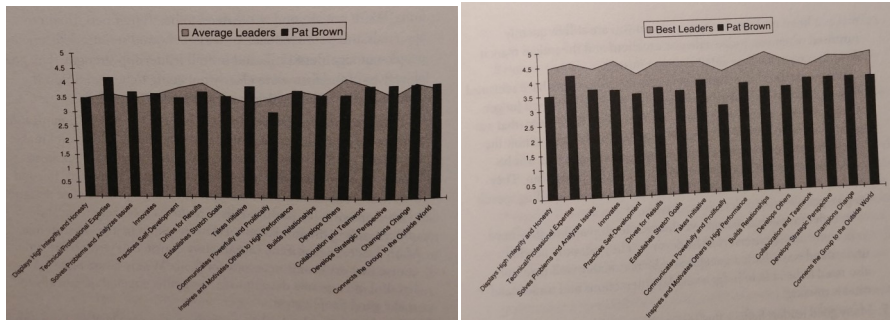 Average Leaders Pat Brown
5
4.5
4
3.5
3
2.5
2
1.5
1
0.5
0
Displays High Integrity and Honesty
Technical/Professional Expertise
Solves Problems and Analyzes Issues
Innovates
Practices Self-Development
Drives for Results
Establishes Stretch Goals
Takes Initiative
Communicates Powerfully and Prolifically
Inspires and Motivates Others to High Performance
Builds Relationships
Develops Others
Collaboration and Teamwork
Develops Strategic Perspective
Champions Change
Connects the Group to the Outside World
Best Leaders Pat Brown
5
4.5
4
3.5
3
2.5
2
1.5
1
0.5
0
Displays High Integrity and Honesty
Technical/Professional Expertise
Solves Problems and Analyzes Issues
Innovates
Practices Self-Development
Drives for Results
Establishes Stretch Goals
Takes Initiative
Communicates Powerfully and Prolifically
Inspires and Motivates Others to High Performance
Builds Relationships
Develops Others
Collaboration and Teamwork
Develops Strategic Perspective
Champions Change
Connects the Group to the Outside World